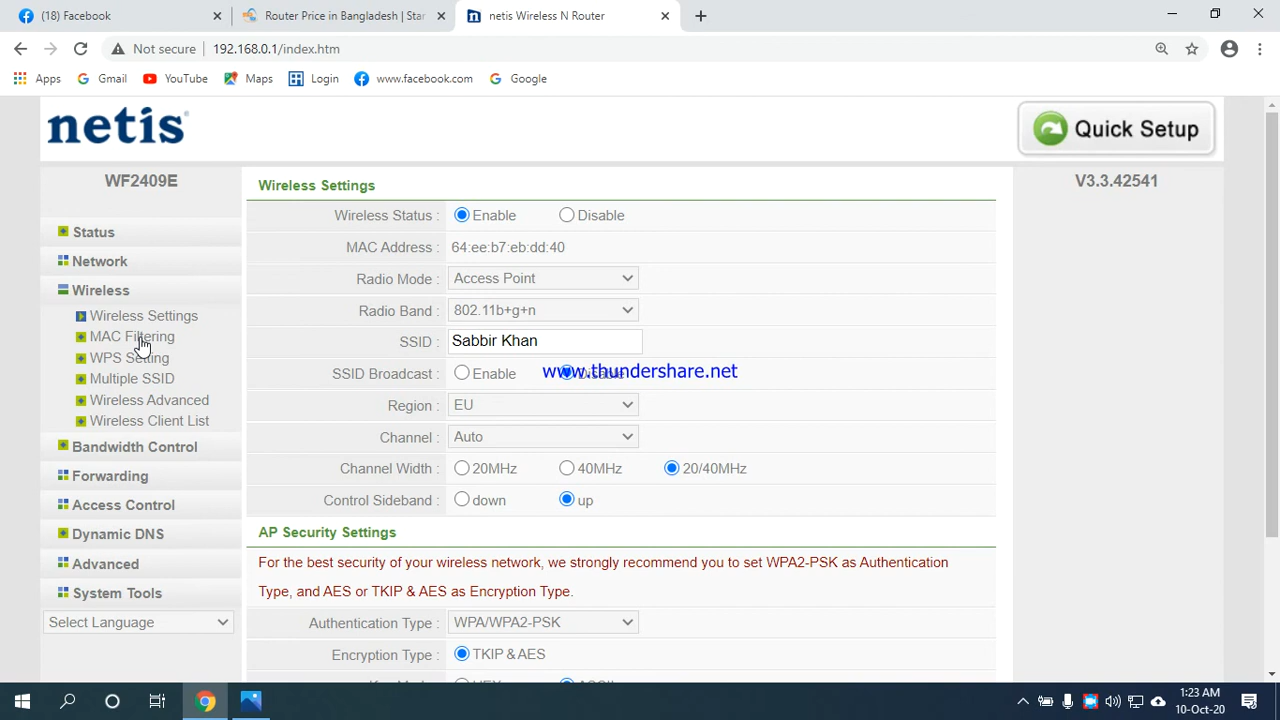 (18) Facebook
Router Price in Bangladesh | Star
netis Wireless N Router
Not secure
192.168.0.1/index.htm
Apps
Gmail
YouTube
Maps
Login
www.facebook.com
Google
netis
Quick Setup
WF2409E
V3.3.42541
Status
Network
Wireless
Wireless Settings
MAC Filtering
WPS Setting
Multiple SSID
Wireless Advanced
Wireless Client List
Bandwidth Control
Forwarding
Access Control
Dynamic DNS
Advanced
System Tools
Select Language
Wireless Settings
Wireless Status : Enable Disable
MAC Address : 64:ee:b7:eb:dd:40
Radio Mode : Access Point
Radio Band : 802.11b+g+n
SSID : Sabbir Khan
SSID Broadcast : Enable Disable
www.thundershare.net
Region : EU
Channel : Auto
Channel Width : 20MHz 40MHz 20/40MHz
Control Sideband : down up
AP Security Settings
For the best security of your wireless network, we strongly recommend you to set WPA2-PSK as Authentication
Type, and AES or TKIP & AES as Encryption Type.
Authentication Type : WPA/WPA2-PSK
Encryption Type : TKIP & AES
1:23 AM
10-Oct-20